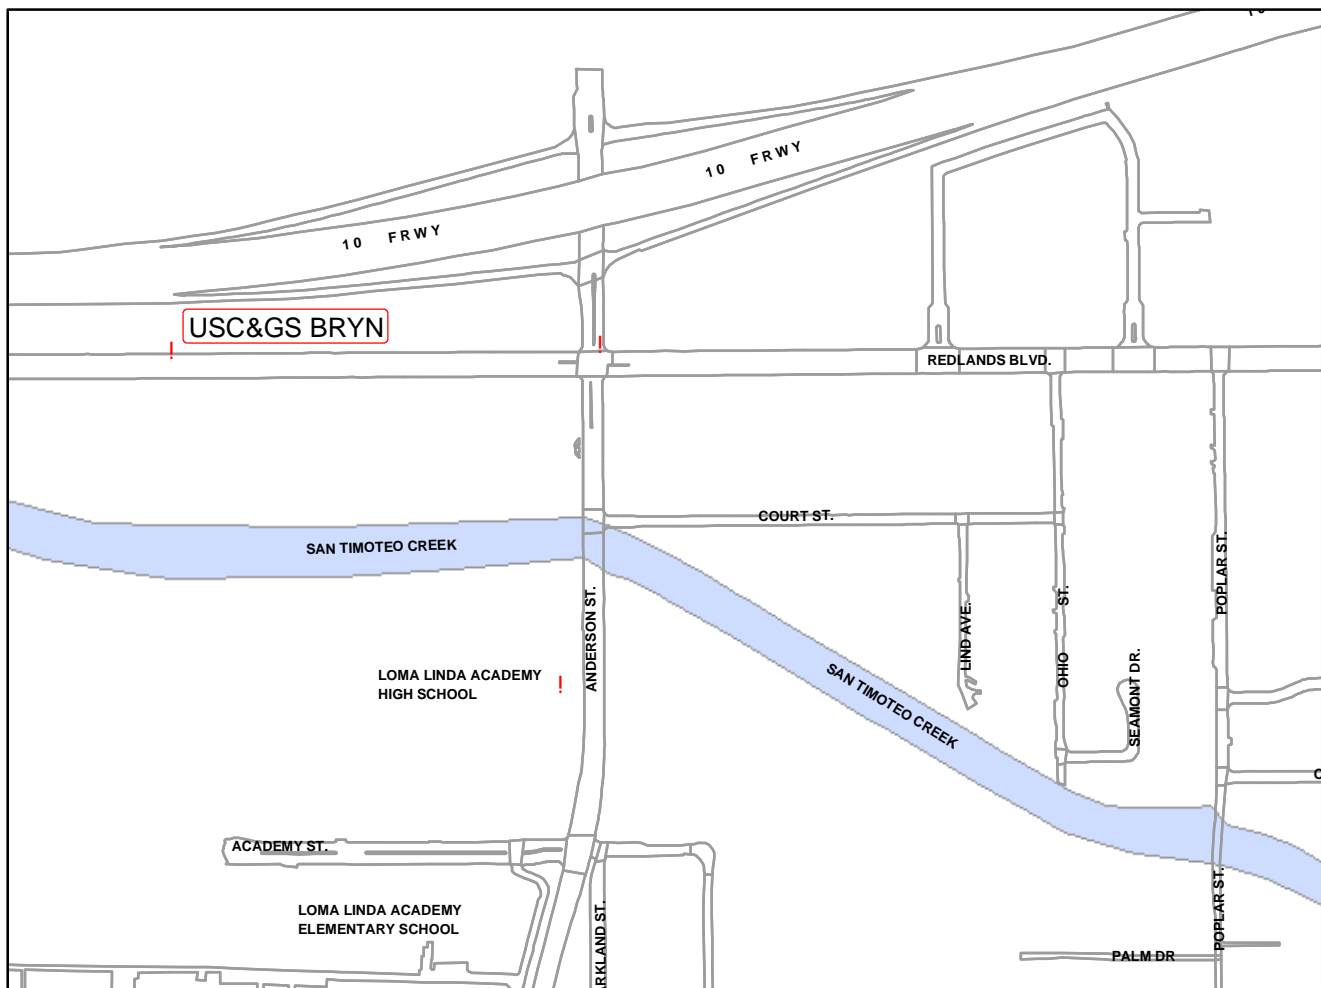 10 FRWY
10 FRWY
USC&GS BRYN
!
!
REDLANDS BLVD.
COURT ST.
SAN TIMOTEO CREEK
ANDERSON ST.
LIND AVE.
OHIO ST.
POPLAR ST.
SEAMONT DR.
LOMA LINDA ACADEMY
HIGH SCHOOL
!
SAN TIMOTEO CREEK
ACADEMY ST.
LOMA LINDA ACADEMY
ELEMENTARY SCHOOL
RKLAND ST.
POPLAR ST.
PALM DR